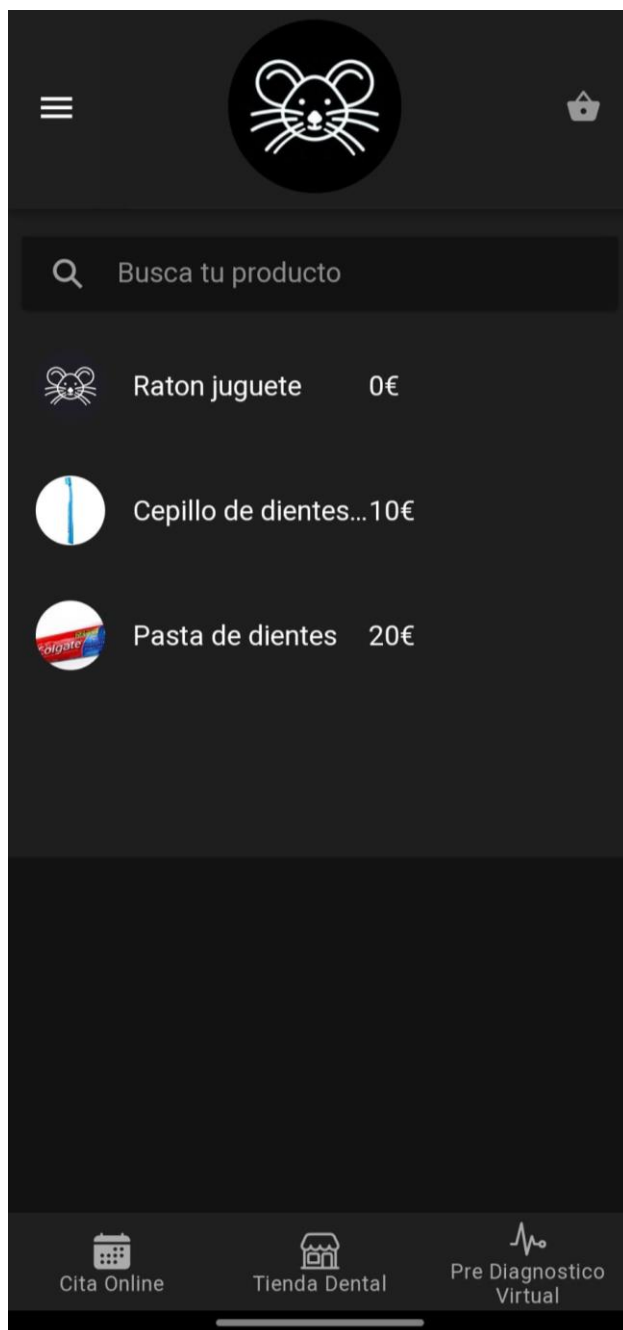 Busca tu producto
Raton juguete 0€
Cepillo de dientes... 10€
Colgate
Pasta de dientes 20€
Cita Online
Tienda Dental
Pre Diagnostico
Virtual